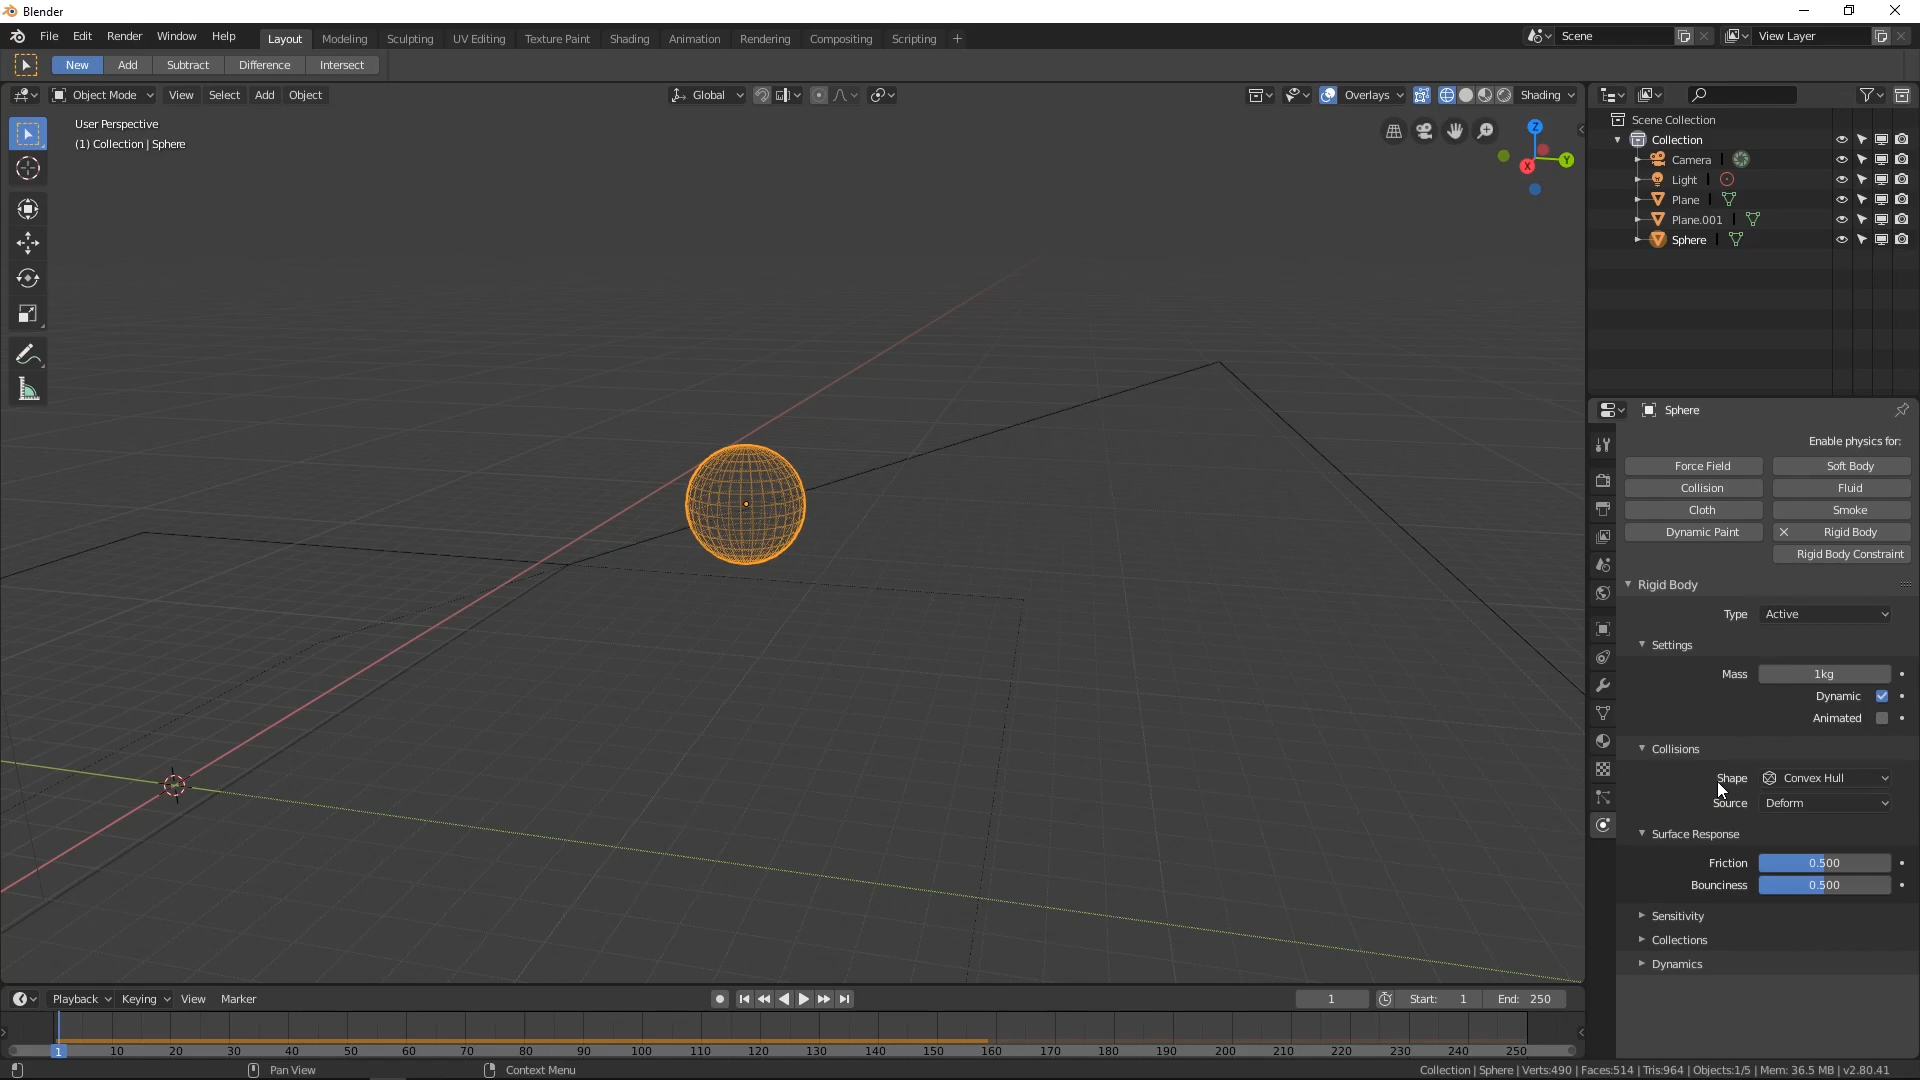 Blender
File Edit Render Window Help Layout Modeling Sculpting UV Editing Texture Paint Shading Animation Rendering Compositing Scripting + Scene View Layer
New Add Subtract Difference Intersect
Object Mode View Select Add Object Global Overlays Shading
User Perspective
(1) Collection | Sphere
Z
Y
X
Scene Collection
Collection
Camera
Light
Plane
Plane.001
Sphere
Sphere
Enable physics for:
Force Field Soft Body
Collision Fluid
Cloth Smoke
Dynamic Paint Rigid Body
Rigid Body Constraint
Rigid Body
Type Active
Settings
Mass 1kg
Dynamic
Animated
Collisions
Shape Convex Hull
Source Deform
Surface Response
Friction 0.500
Bounciness 0.500
Sensitivity
Collections
Dynamics
Playback Keying View Marker 1 Start: 1 End: 250
1 10 20 30 40 50 60 70 80 90 100 110 120 130 140 150 160 170 180 190 200 210 220 230 240 250
Pan View Context Menu Collection | Sphere | Verts:490 | Faces:514 | Tris:964 | Objects:1/5 | Mem: 36.5 MB | v2.80.41